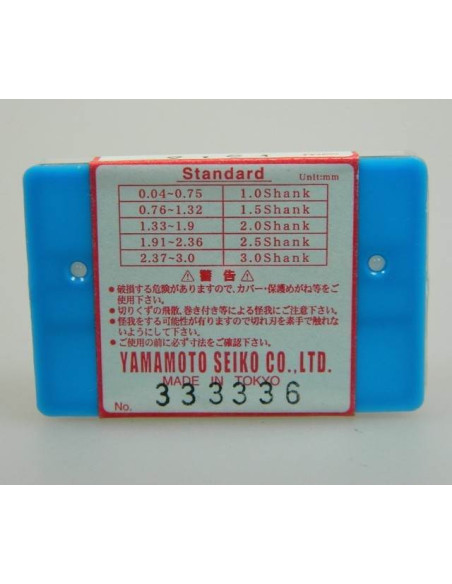 Standard
Unit:mm
0.04~0.75 1.0Shank
0.76~1.32 1.5Shank
1.33~1.9 2.0Shank
1.91~2.36 2.5Shank
2.37~3.0 3.0Shank
⚠警告⚠
●破損する危険がありますので、カバー・保護めがね等をご
使用下さい。
●切りくずの飛散、巻き付き等による怪我にご注意下さい。
●怪我をする可能性が有りますので切れ刃を素手で触れな
いようにして下さい。
●ご使用の前に必ず寸法をご確認下さい。
YAMAMOTO SEIKO CO.,LTD.
MADE IN TOKYO
No. 333336